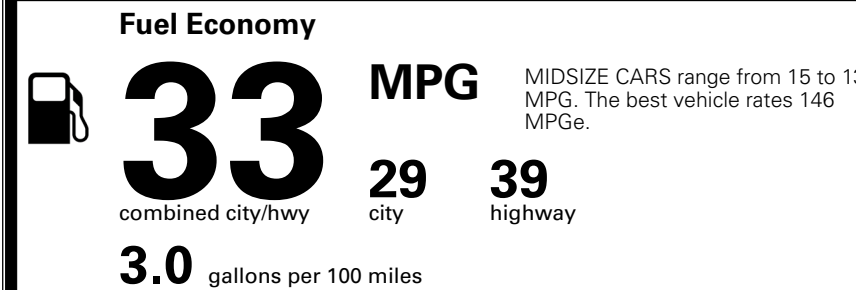 Fuel Economy
33 MPG
MIDSIZE CARS range from 15 to
MPG. The best vehicle rates 146
MPGe.
29 39
combined city/hwy city highway
3.0 gallons per 100 miles